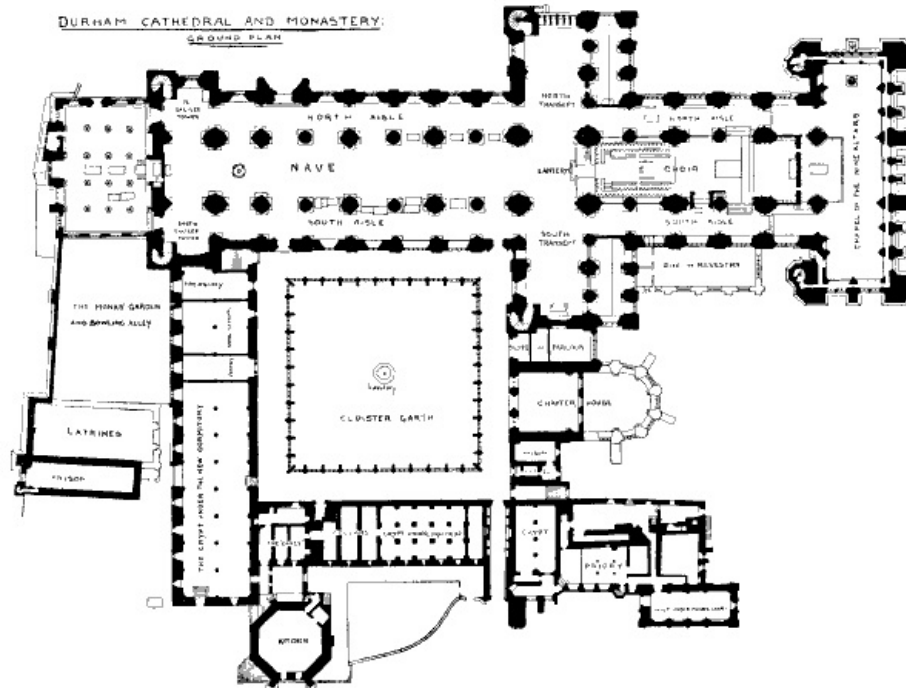 DURHAM CATHEDRAL AND MONASTERY:
GROUND PLAN
NORTH
TRANSEPT
NORTH AISLE
NORTH AISLE
NAVE
LANTERN
CHOIR
CHAPEL OF THE NINE ALTARS
SOUTH AISLE
SOUTH AISLE
SOUTH
TRANSEPT
THE MONKS' GARDEN
AND BOWLING ALLEY
PARLOUR
CLOISTER GARTH
CHAPTER HOUSE
LATRINES
PRISON
PRISON
THE CRYPT UNDER THE NEW DORMITORY
CRYPT
PRIORY
KITCHEN